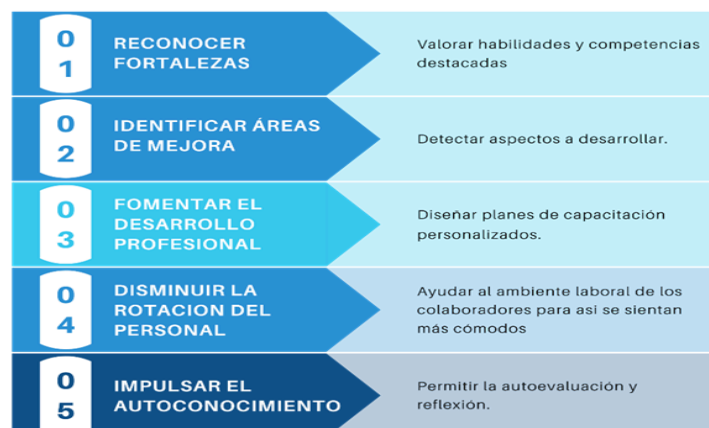 01
RECONOCER
FORTALEZAS
Valorar habilidades y competencias
destacadas
02
IDENTIFICAR ÁREAS
DE MEJORA
Detectar aspectos a desarrollar.
03
FOMENTAR EL
DESARROLLO
PROFESIONAL
Diseñar planes de capacitación
personalizados.
04
DISMINUIR LA
ROTACION DEL
PERSONAL
Ayudar al ambiente laboral de los
colaboradores para asi se sientan
más cómodos
05
IMPULSAR EL
AUTOCONOCIMIENTO
Permitir la autoevaluación y
reflexión.